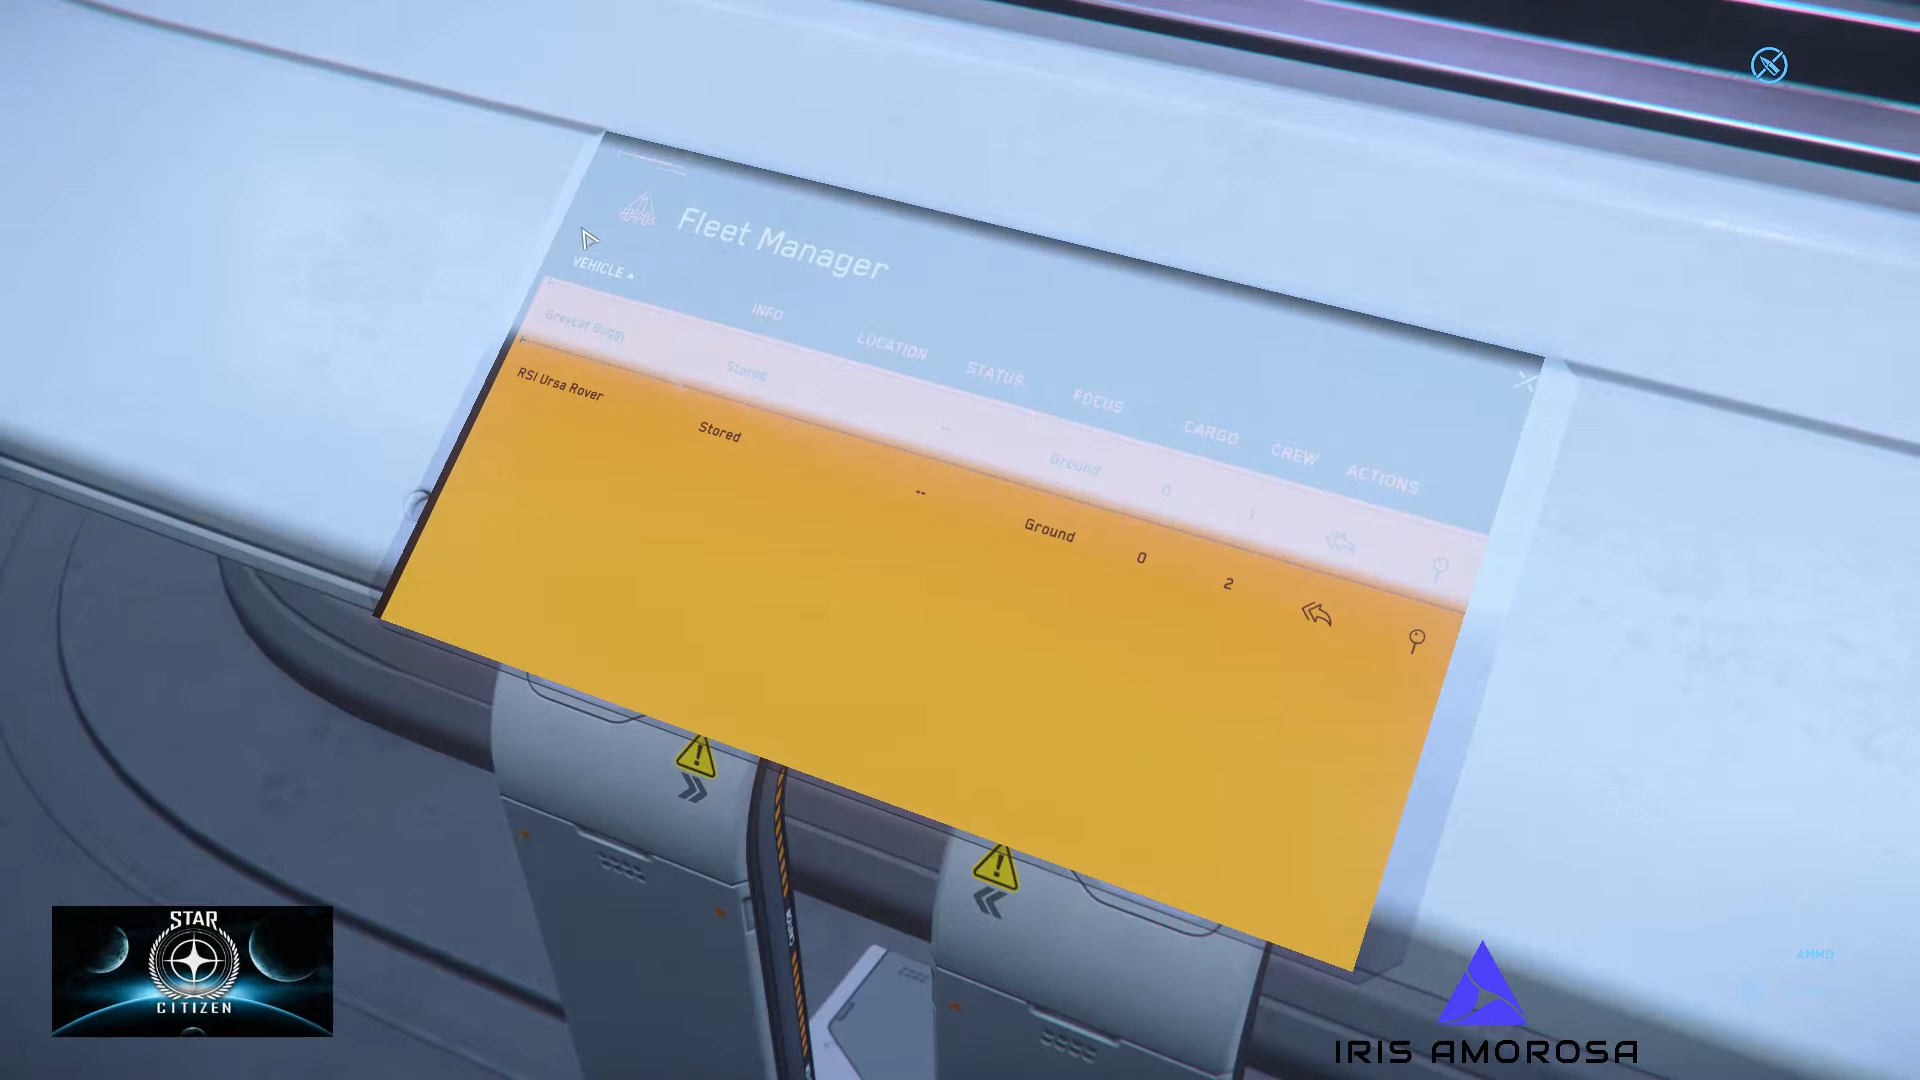 Fleet Manager
VEHICLE INFO LOCATION STATUS FOCUS CARGO CREW ACTIONS
Greycat Buggy Stored -- Ground 0 1
RSI Ursa Rover Stored -- Ground 0 2
STAR
CITIZEN
AMMO
IRIS AMOROSA